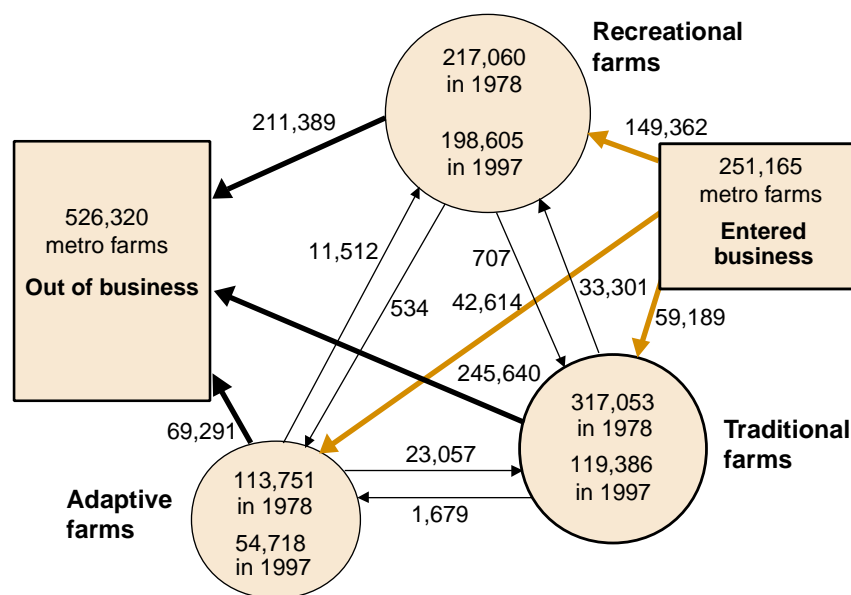 Recreational
farms
217,060
in 1978
198,605
in 1997
211,389
149,362
526,320
metro farms
Out of business
251,165
metro farms
Entered
business
11,512
534
707
42,614
33,301
59,189
245,640
69,291
317,053
in 1978
119,386
in 1997
Traditional
farms
23,057
1,679
Adaptive
farms
113,751
in 1978
54,718
in 1997